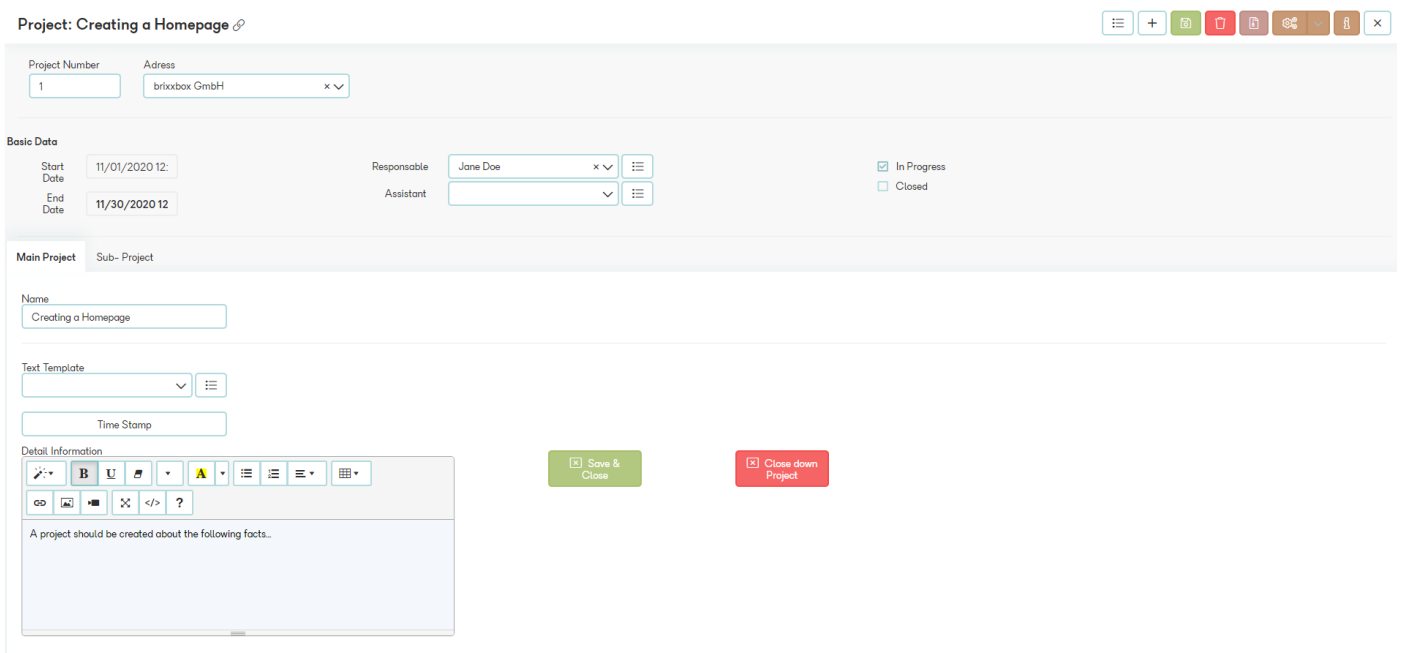 Project: Creating a Homepage
Project Number
Adress
1
brixxbox GmbH
Basic Data
Start
Date
11/01/2020 12:
End
Date
11/30/2020 12
Responsable
Jane Doe
Assistant
In Progress
Closed
Main Project
Sub- Project
Name
Creating a Homepage
Text Template
Time Stamp
Detail Information
B U A
</> ?
A project should be created about the following facts...
Save &
Close
Close down
Project